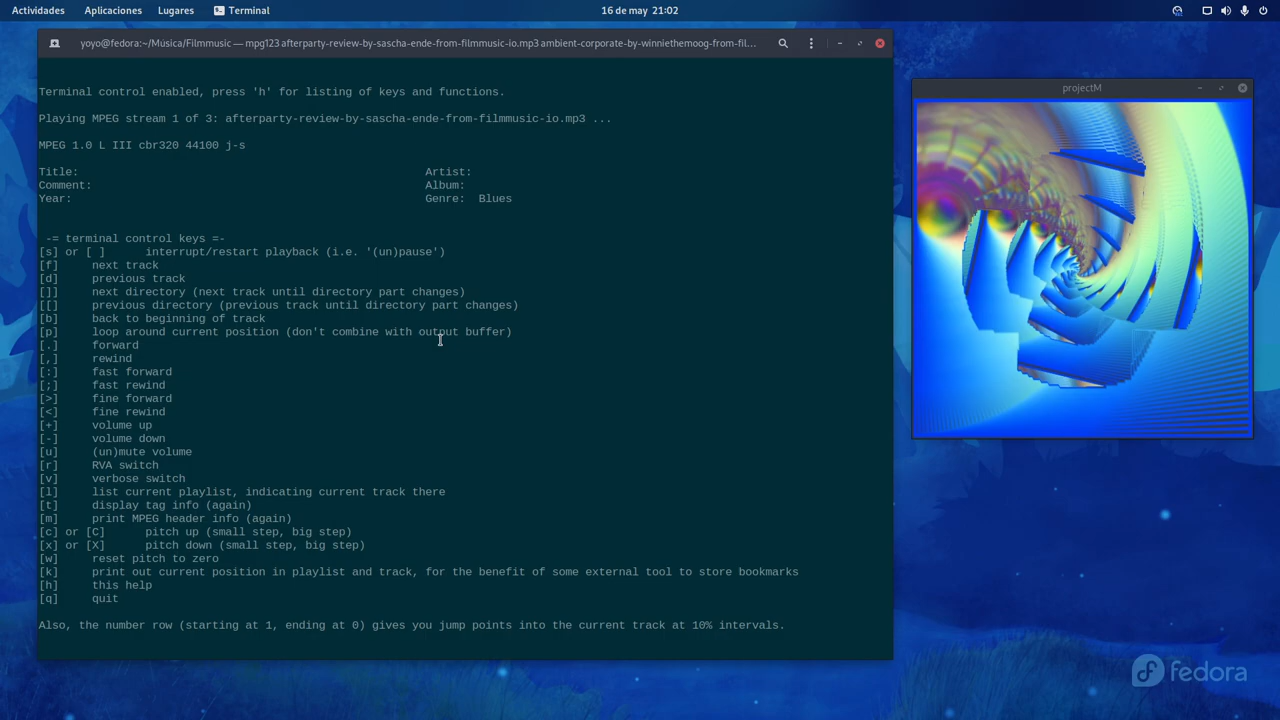 Actividades Aplicaciones Lugares Terminal 16 de may 21:02
yoyo@fedora:~/Música/Filmmusic — mpg123 afterparty-review-by-sascha-ende-from-filmmusic-io.mp3 ambient-corporate-by-winniethemoog-from-fil…
projectM
Terminal control enabled, press 'h' for listing of keys and functions.
Playing MPEG stream 1 of 3: afterparty-review-by-sascha-ende-from-filmmusic-io.mp3 ...
MPEG 1.0 L III cbr320 44100 j-s
Title: Artist:
Comment: Album:
Year: Genre: Blues
-= terminal control keys =-
[s] or [ ] interrupt/restart playback (i.e. '(un)pause')
[f] next track
[d] previous track
[]] next directory (next track until directory part changes)
[[] previous directory (previous track until directory part changes)
[b] back to beginning of track
[p] loop around current position (don't combine with output buffer)
[.] forward
[,] rewind
[:] fast forward
[;] fast rewind
[>] fine forward
[<] fine rewind
[+] volume up
[-] volume down
[u] (un)mute volume
[r] RVA switch
[v] verbose switch
[l] list current playlist, indicating current track there
[t] display tag info (again)
[m] print MPEG header info (again)
[c] or [C] pitch up (small step, big step)
[x] or [X] pitch down (small step, big step)
[w] reset pitch to zero
[k] print out current position in playlist and track, for the benefit of some external tool to store bookmarks
[h] this help
[q] quit
Also, the number row (starting at 1, ending at 0) gives you jump points into the current track at 10% intervals.
fedora